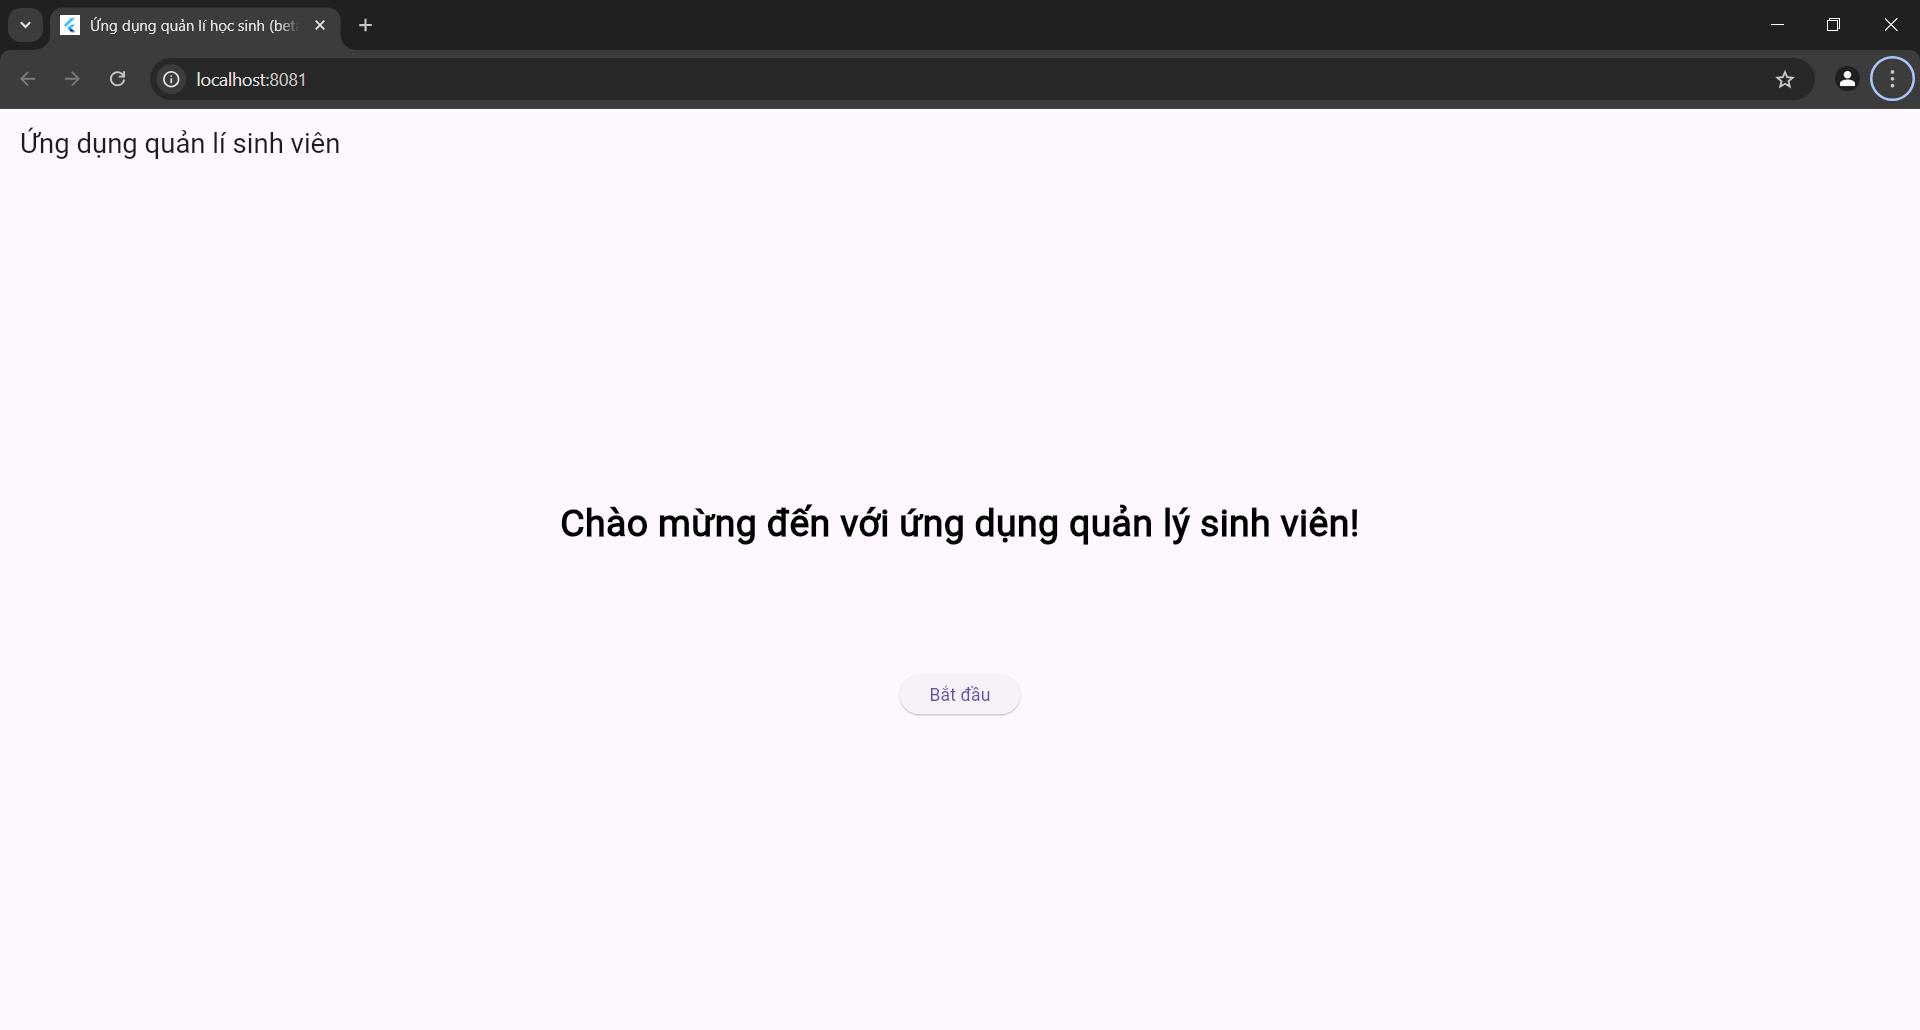 Ứng dụng quản lí học sinh (bet
localhost:8081
Ứng dụng quản lí sinh viên
Chào mừng đến với ứng dụng quản lý sinh viên!
Bắt đầu